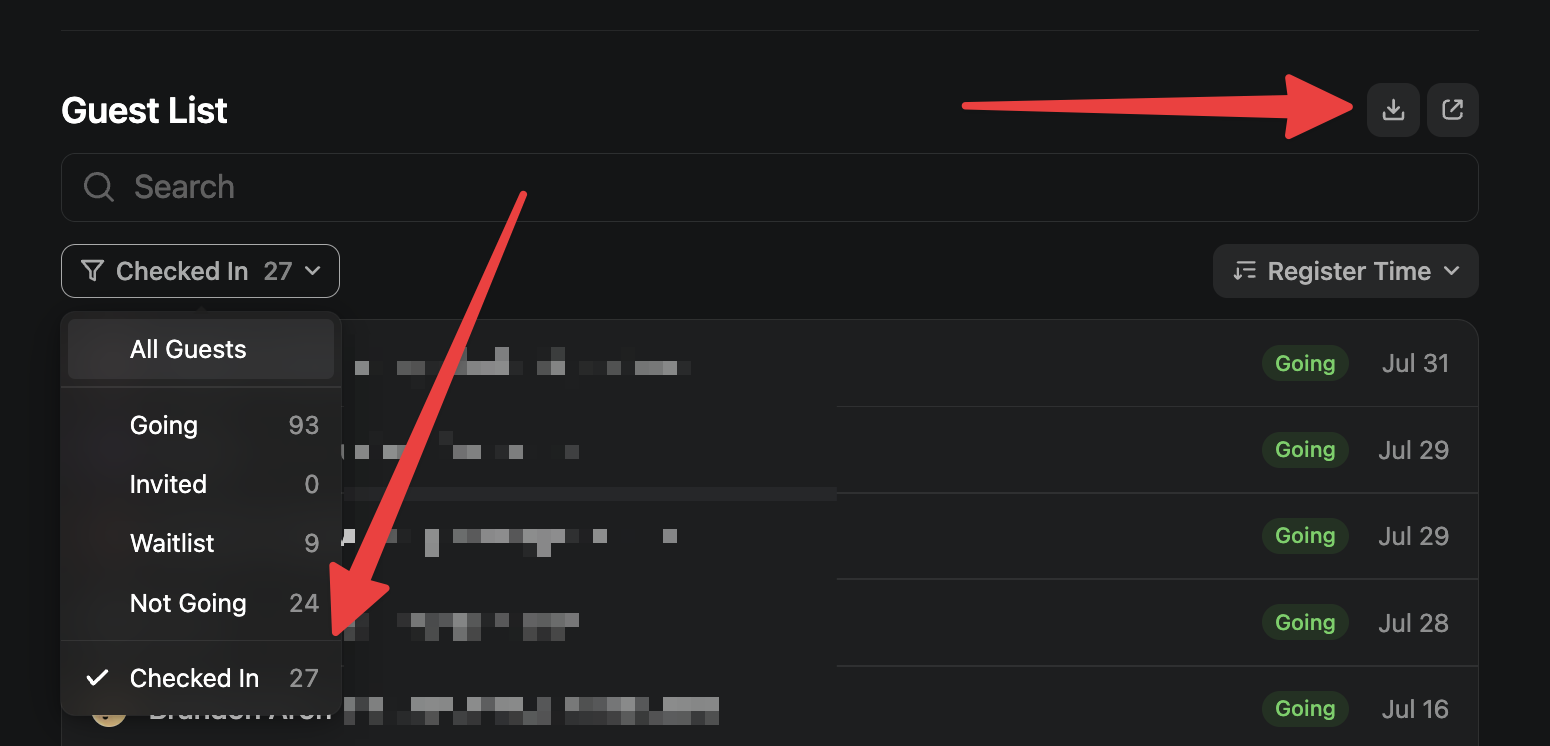 Guest List
Search
Checked In 27
Register Time
All Guests
Going 93
Invited 0
Waitlist 9
Not Going 24
Checked In 27
Going Jul 31
Going Jul 29
Going Jul 29
Going Jul 28
Going Jul 16